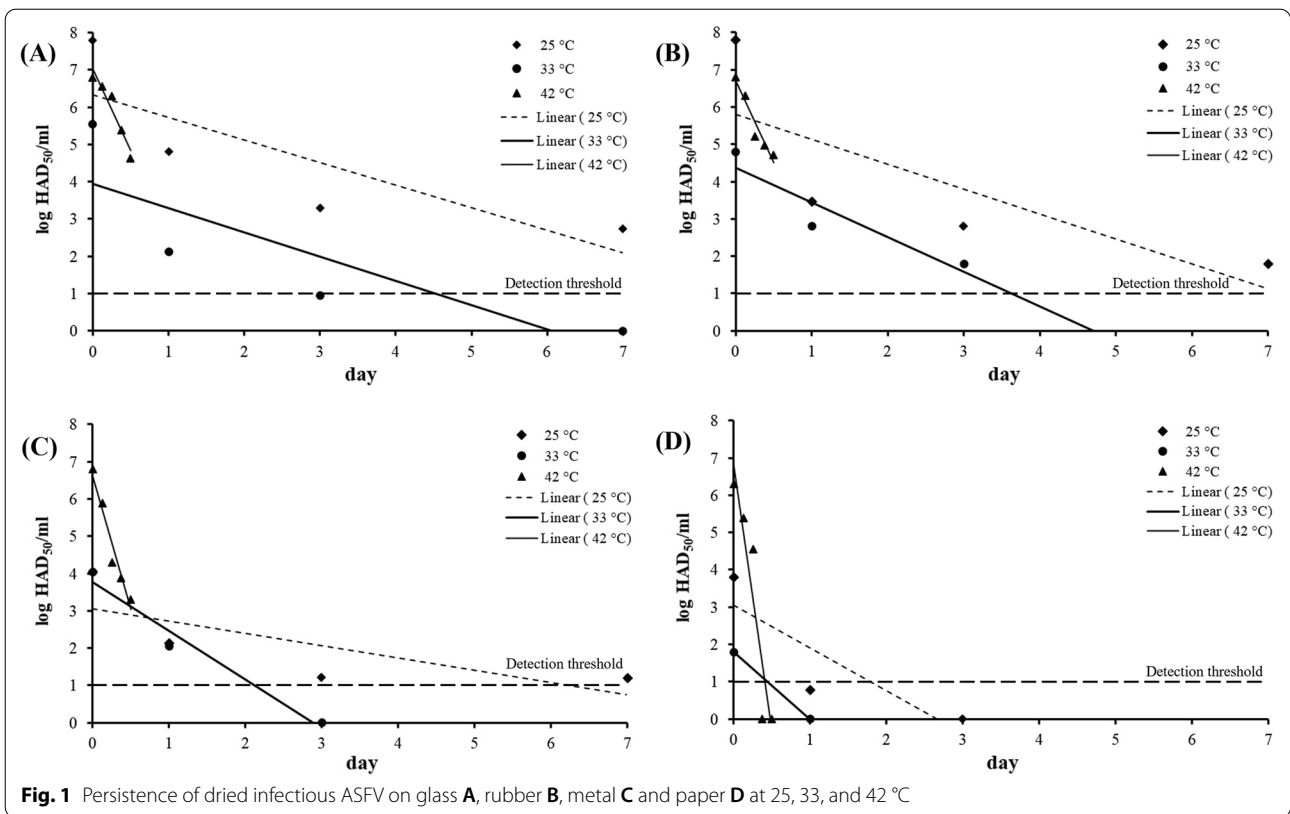 (A)
8
7
6
5
4
3
2
1
0
log HAD₅₀/ml
25 °C
33 °C
42 °C
Linear ( 25 °C)
Linear ( 33 °C)
Linear ( 42 °C)
Detection threshold
0 1 2 3 4 5 6 7
day
(B)
8
7
6
5
4
3
2
1
0
log HAD₅₀/ml
25 °C
33 °C
42 °C
Linear ( 25 °C)
Linear ( 33 °C)
Linear ( 42 °C)
Detection threshold
0 1 2 3 4 5 6 7
day
(C)
8
7
6
5
4
3
2
1
0
log HAD₅₀/ml
25 °C
33 °C
42 °C
Linear ( 25 °C)
Linear ( 33 °C)
Linear ( 42 °C)
Detection threshold
0 1 2 3 4 5 6 7
day
(D)
8
7
6
5
4
3
2
1
0
log HAD₅₀/ml
25 °C
33 °C
42 °C
Linear ( 25 °C)
Linear ( 33 °C)
Linear ( 42 °C)
Detection threshold
0 1 2 3 4 5 6 7
day
Fig. 1 Persistence of dried infectious ASFV on glass A, rubber B, metal C and paper D at 25, 33, and 42 °C